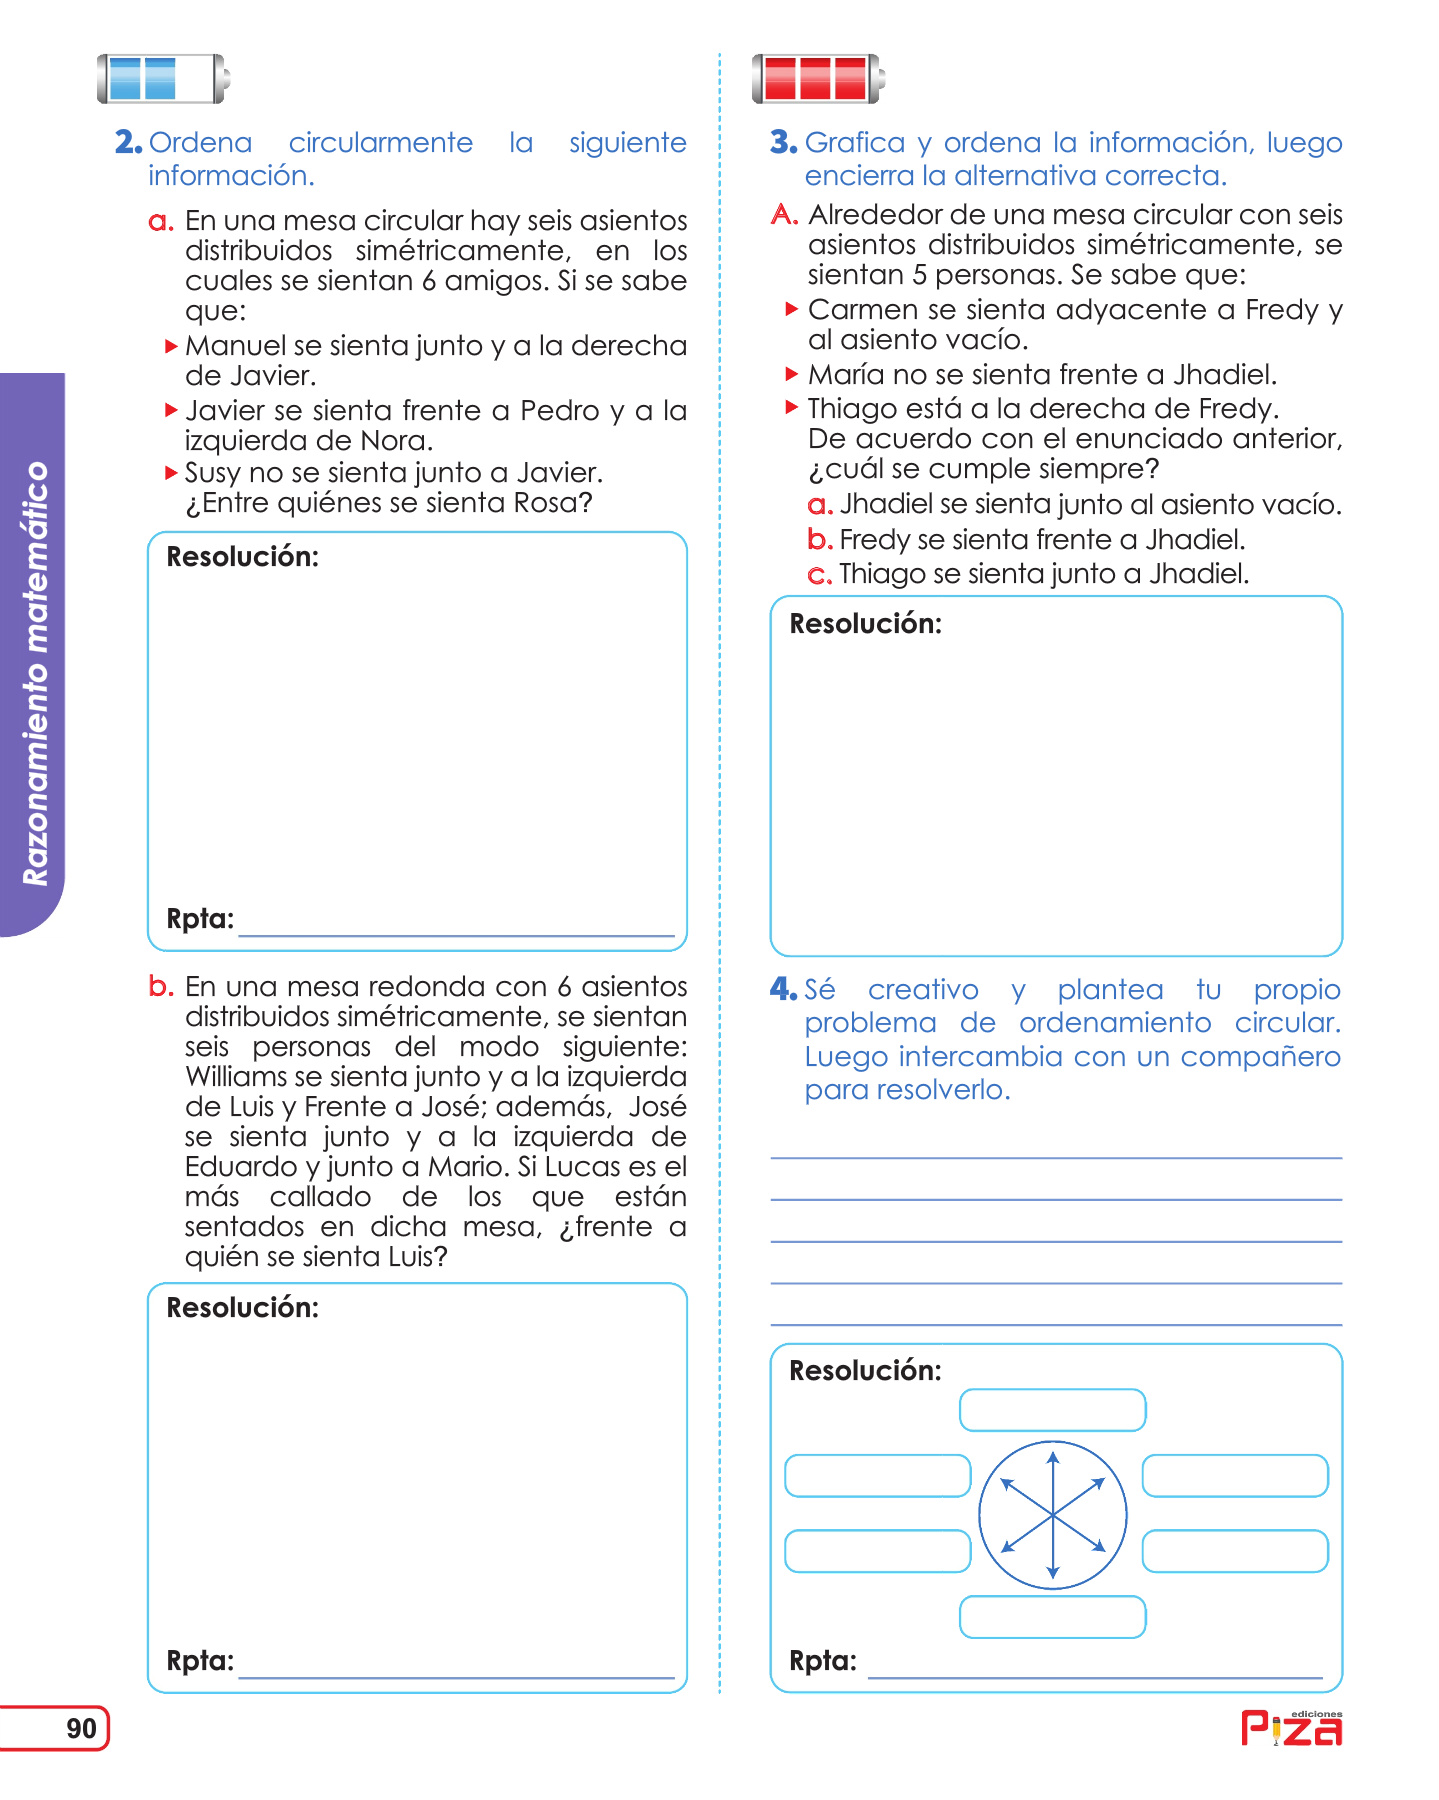 2. Ordena circularmente la siguiente
información.
a. En una mesa circular hay seis asientos
distribuidos simétricamente, en los
cuales se sientan 6 amigos. Si se sabe
que:
Manuel se sienta junto y a la derecha
de Javier.
Javier se sienta frente a Pedro y a la
izquierda de Nora.
Susy no se sienta junto a Javier.
¿Entre quiénes se sienta Rosa?
Resolución:
Rpta:
b. En una mesa redonda con 6 asientos
distribuidos simétricamente, se sientan
seis personas del modo siguiente:
Williams se sienta junto y a la izquierda
de Luis y Frente a José; además, José
se sienta junto y a la izquierda de
Eduardo y junto a Mario. Si Lucas es el
más callado de los que están
sentados en dicha mesa, ¿frente a
quién se sienta Luis?
Resolución:
Rpta:
3. Grafica y ordena la información, luego
encierra la alternativa correcta.
A. Alrededor de una mesa circular con seis
asientos distribuidos simétricamente, se
sientan 5 personas. Se sabe que:
Carmen se sienta adyacente a Fredy y
al asiento vacío.
María no se sienta frente a Jhadiel.
Thiago está a la derecha de Fredy.
De acuerdo con el enunciado anterior,
¿cuál se cumple siempre?
a. Jhadiel se sienta junto al asiento vacío.
b. Fredy se sienta frente a Jhadiel.
c. Thiago se sienta junto a Jhadiel.
Resolución:
4. Sé creativo y plantea tu propio
problema de ordenamiento circular.
Luego intercambia con un compañero
para resolverlo.
Resolución:
Rpta:
Razonamiento matemático
90
ediciones
Piza